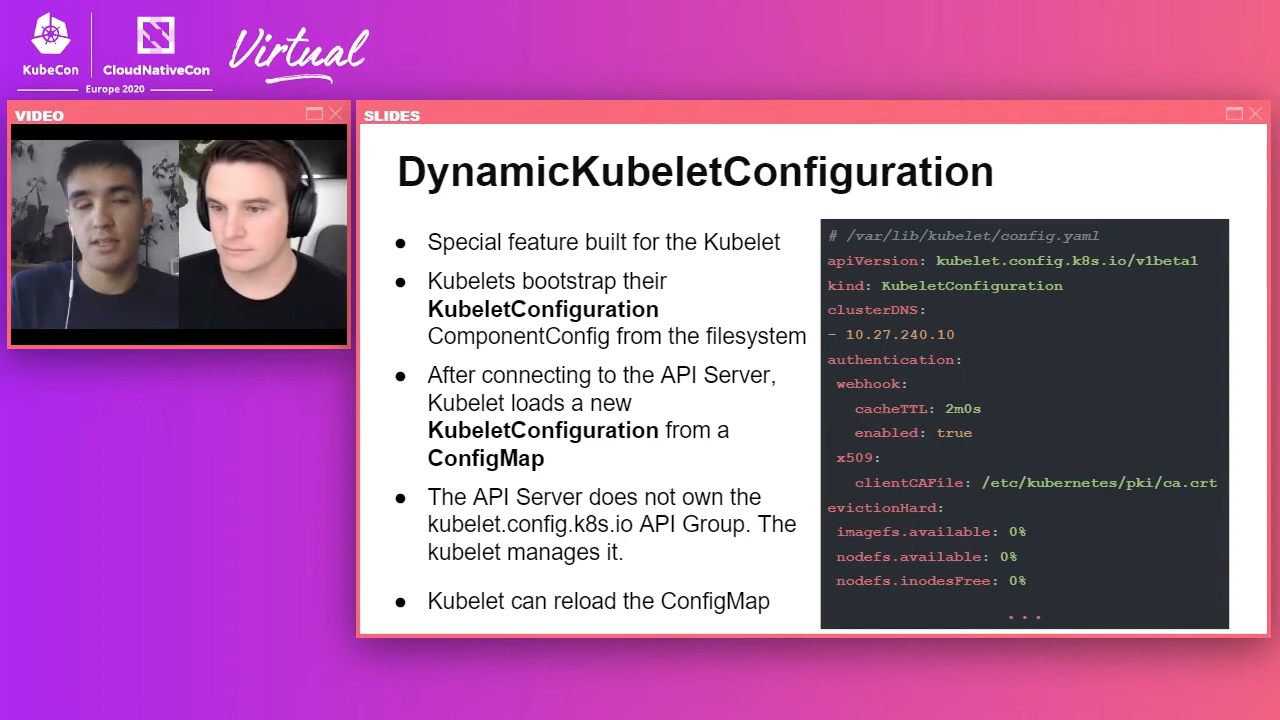 KubeCon
CloudNativeCon
Virtual
Europe 2020
VIDEO
SLIDES
DynamicKubeletConfiguration
● Special feature built for the Kubelet
● Kubelets bootstrap their
KubeletConfiguration
ComponentConfig from the filesystem
● After connecting to the API Server,
Kubelet loads a new
KubeletConfiguration from a
ConfigMap
● The API Server does not own the
kubelet.config.k8s.io API Group. The
kubelet manages it.
● Kubelet can reload the ConfigMap
# /var/lib/kubelet/config.yaml
apiVersion: kubelet.config.k8s.io/v1beta1
kind: KubeletConfiguration
clusterDNS:
- 10.27.240.10
authentication:
webhook:
cacheTTL: 2m0s
enabled: true
x509:
clientCAFile: /etc/kubernetes/pki/ca.crt
evictionHard:
imagefs.available: 0%
nodefs.available: 0%
nodefs.inodesFree: 0%
...